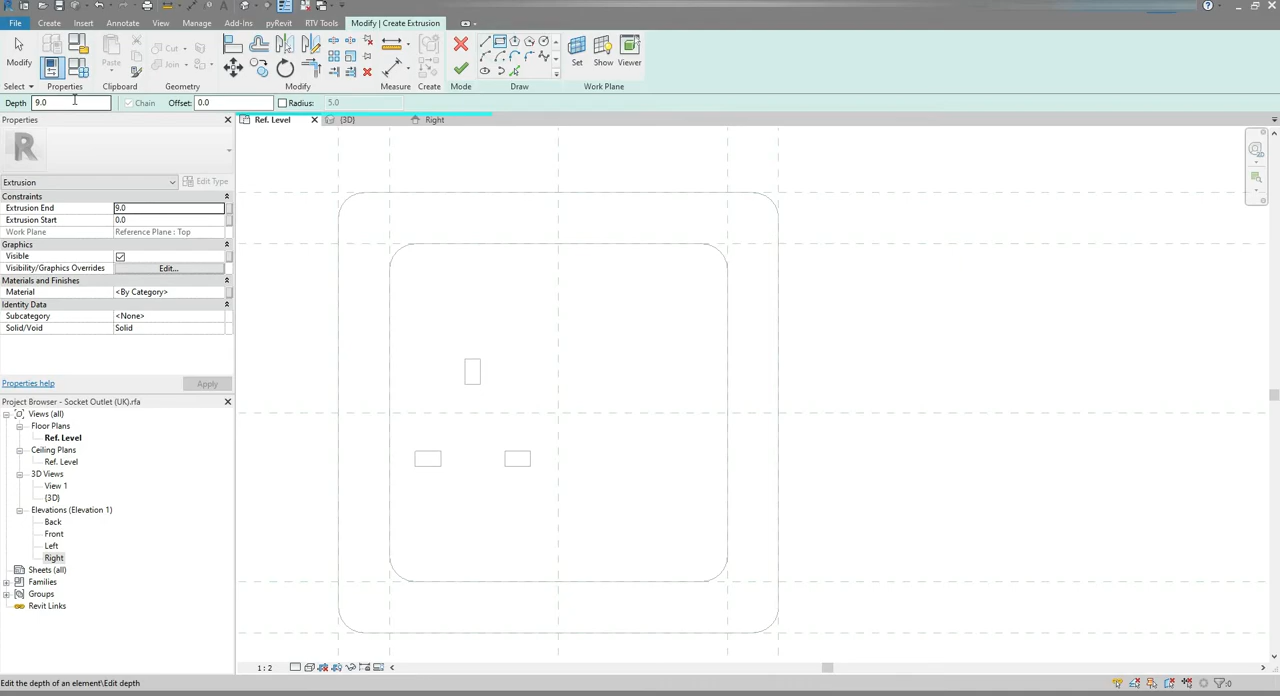 File Create Insert Annotate View Manage Add-Ins pyRevit RTV Tools Modify | Create Extrusion
Modify Paste Cut Join Set Show Viewer
Select Properties Clipboard Geometry Modify Measure Create Mode Draw Work Plane
Depth 9.0 Chain Offset: 0.0 Radius: 5.0
Properties
Ref. Level {3D} Right
R
Extrusion Edit Type
Constraints
Extrusion End 9.0
Extrusion Start 0.0
Work Plane Reference Plane : Top
Graphics
Visible
Visibility/Graphics Overrides Edit...
Materials and Finishes
Material <By Category>
Identity Data
Subcategory <None>
Solid/Void Solid
Properties help Apply
Project Browser - Socket Outlet (UK).rfa
Views (all)
Floor Plans
Ref. Level
Ceiling Plans
Ref. Level
3D Views
View 1
{3D}
Elevations (Elevation 1)
Back
Front
Left
Right
Sheets (all)
Families
Groups
Revit Links
1 : 2
Edit the depth of an element\Edit depth
:0